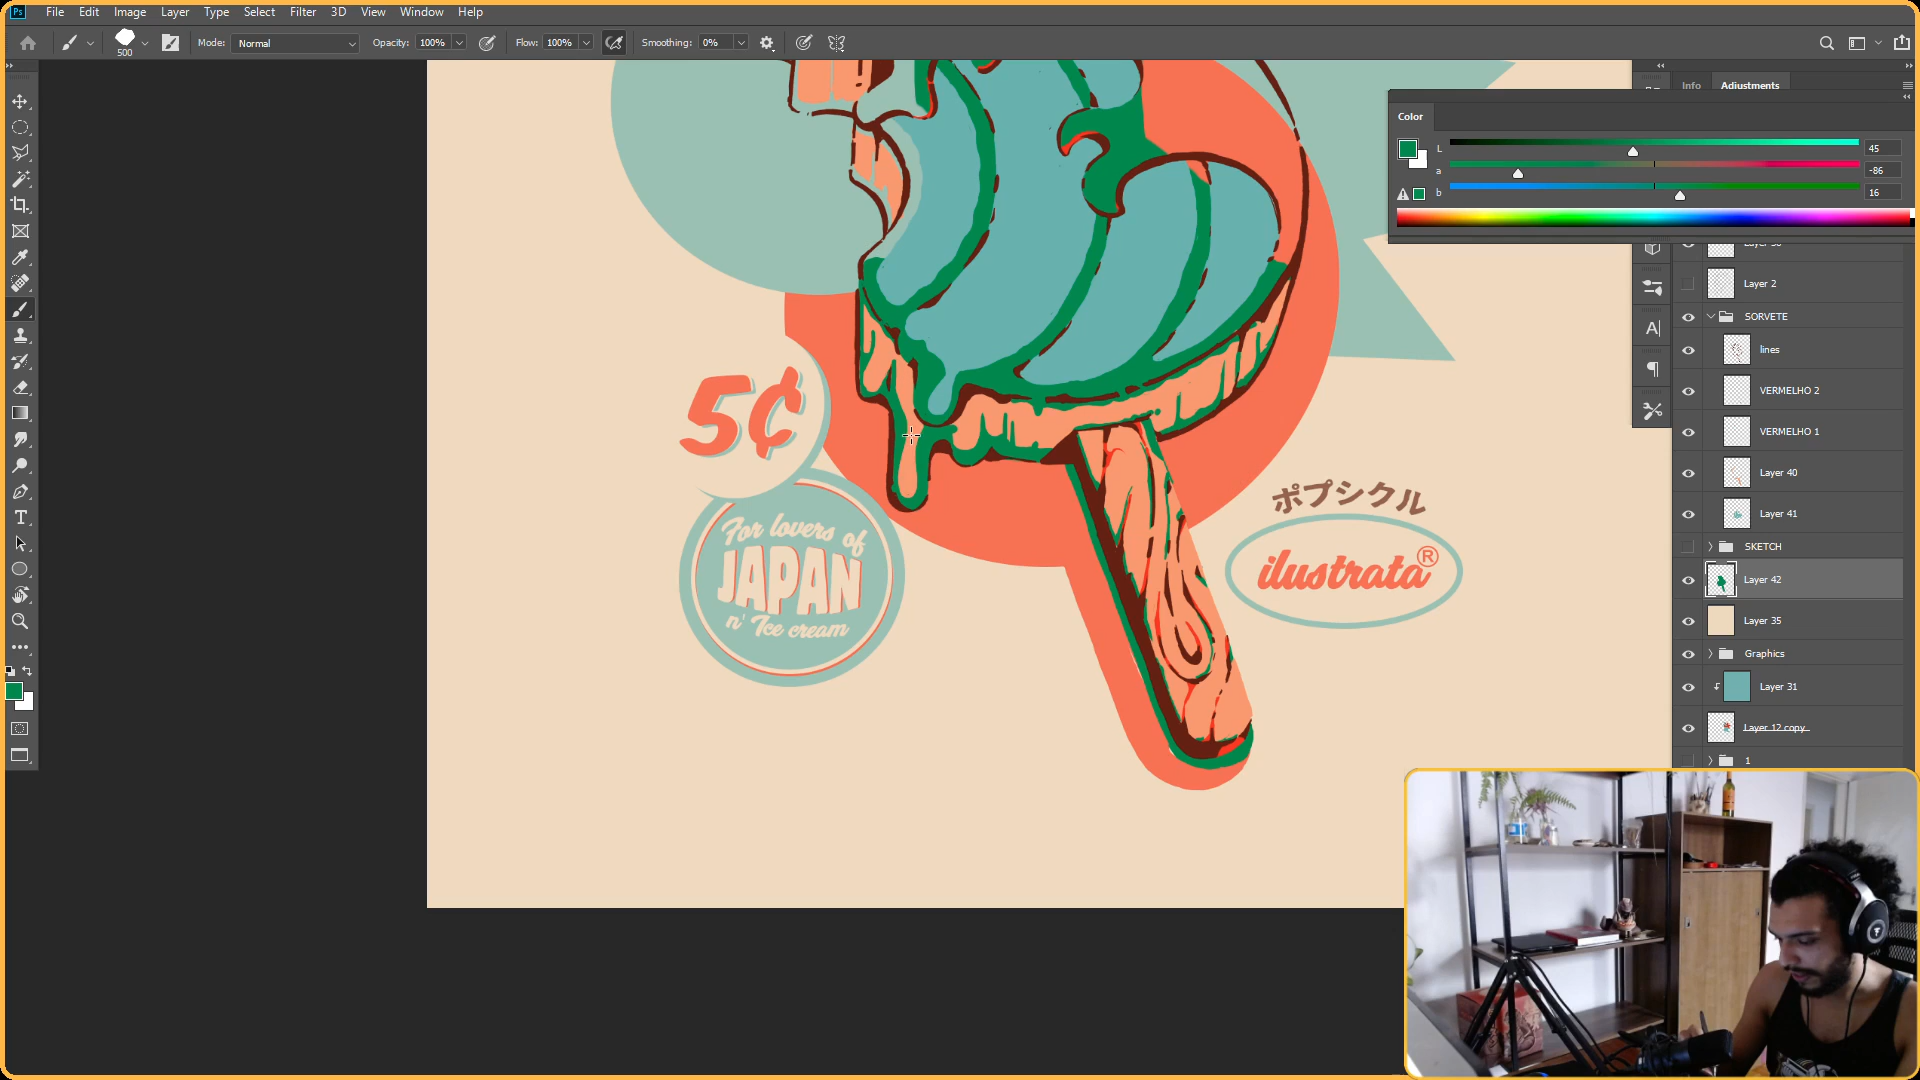 Ps File Edit Image Layer Type Select Filter 3D View Window Help
500 Mode: Normal Opacity: 100% Flow: 100% Smoothing: 0%
Info Adjustments
Color
L 45
a -86
b 16
Layer 2
SORVETE
lines
VERMELHO 2
VERMELHO 1
Layer 40
Layer 41
SKETCH
Layer 42
Layer 35
Graphics
Layer 31
Layer 12 copy
1
5¢
For lovers of
JAPAN
n' Ice cream
ポプシクル
ilustrata®